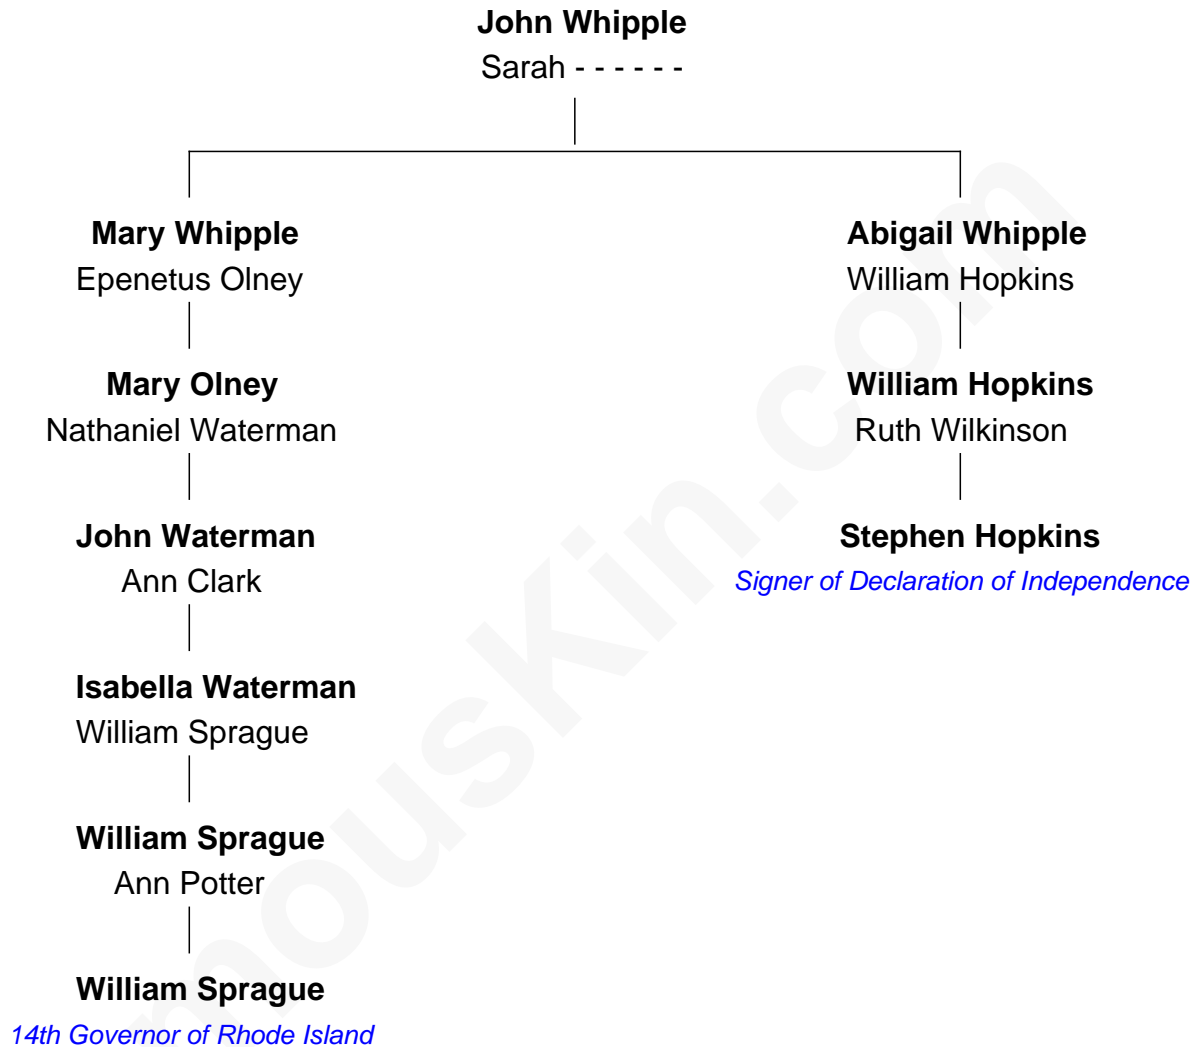 John Whipple
Sarah - - - - - -
Mary Whipple
Epenetus Olney
Abigail Whipple
William Hopkins
Mary Olney
Nathaniel Waterman
William Hopkins
Ruth Wilkinson
John Waterman
Ann Clark
Stephen Hopkins
Signer of Declaration of Independence
Isabella Waterman
William Sprague
William Sprague
Ann Potter
William Sprague
14th Governor of Rhode Island
mouskin.com